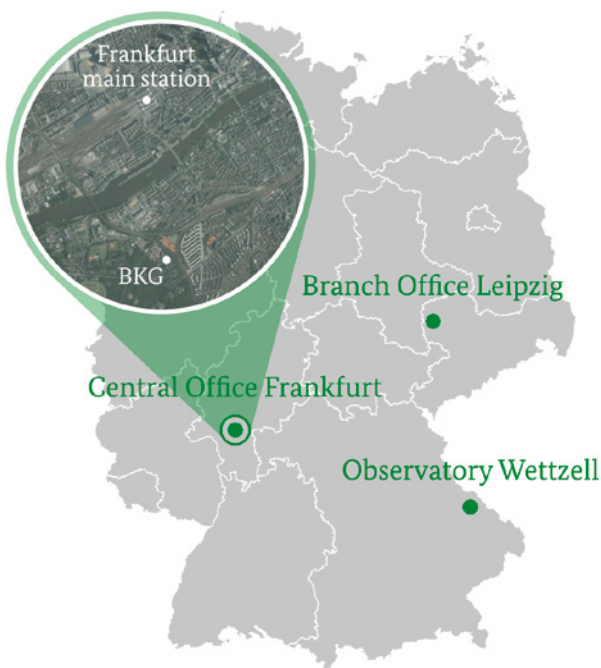 Frankfurt
main station
BKG
Branch Office Leipzig
Central Office Frankfurt
Observatory Wettzell